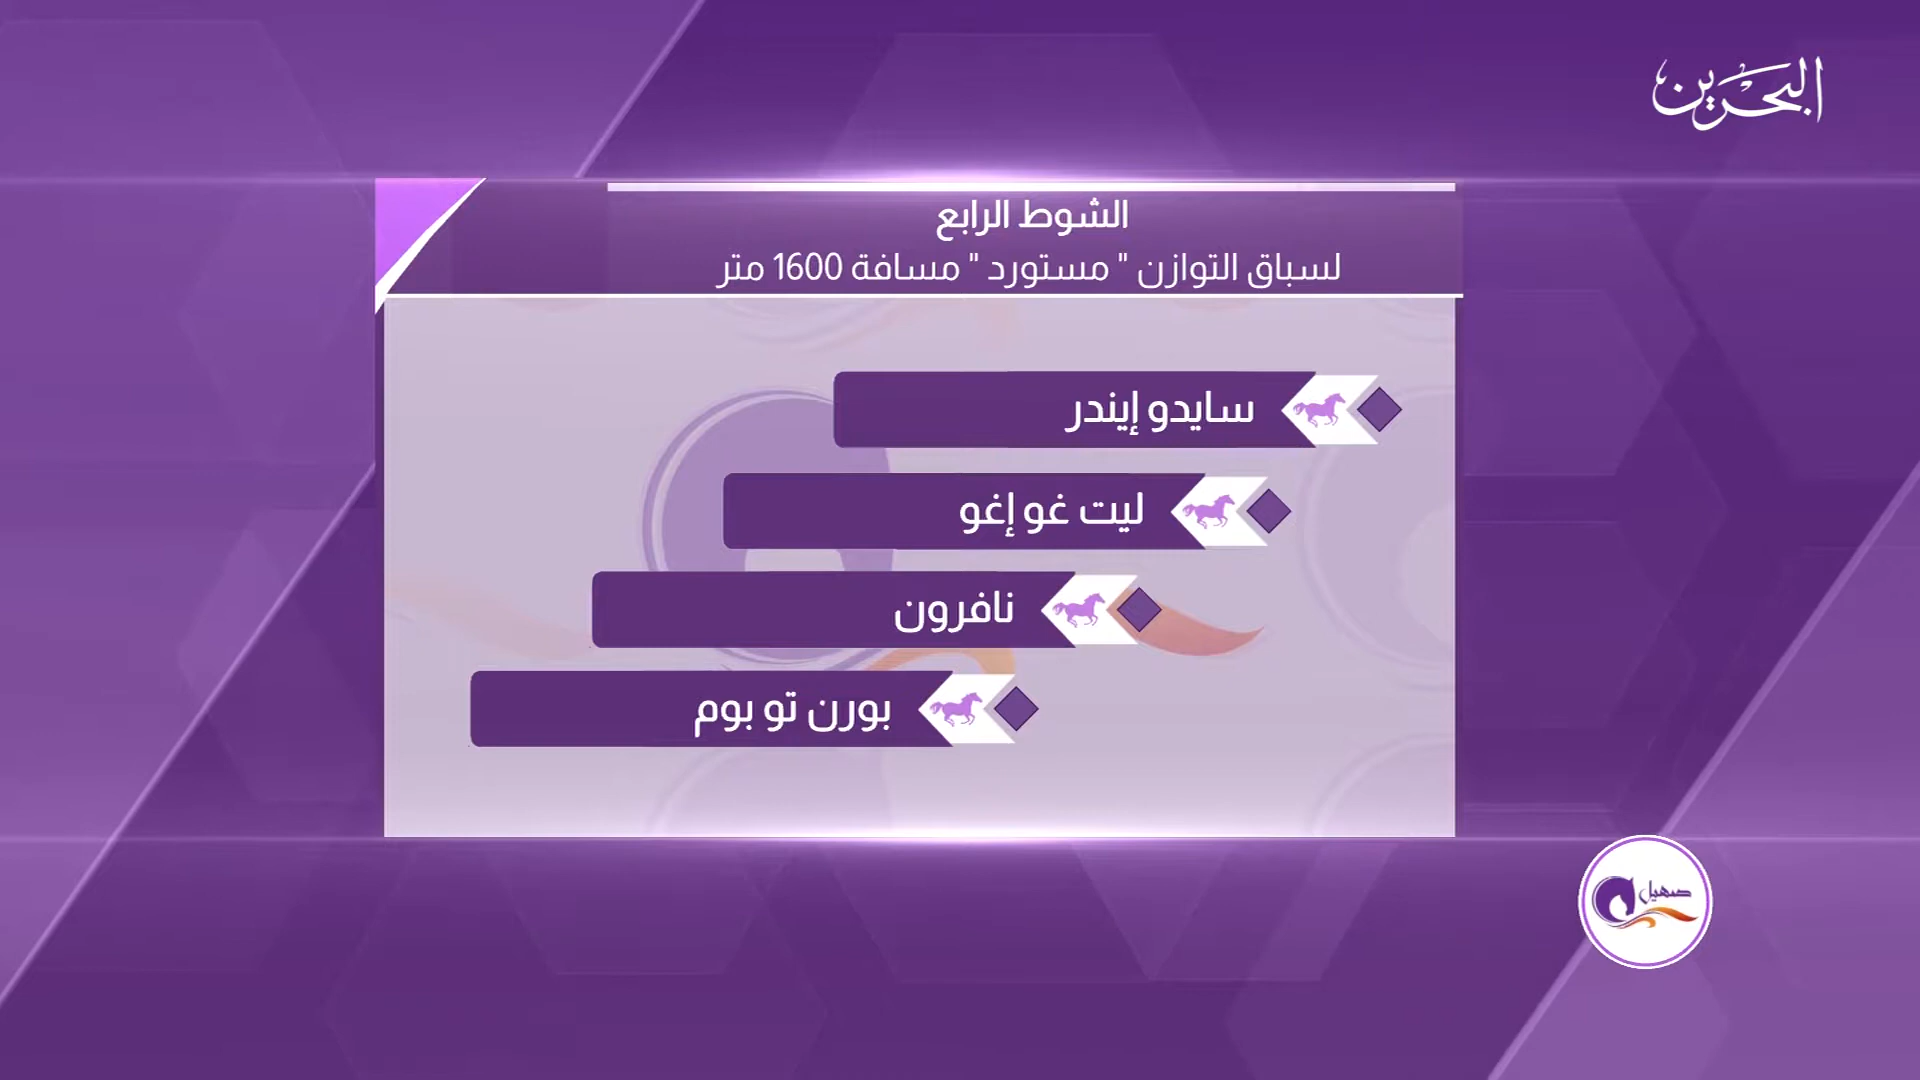 البحرين
الشوط الرابع
لسباق التوازن " مستورد " مسافة 1600 متر
سايدو إيندر
ليت غو إغو
نافرون
بورن تو بوم
صهيل